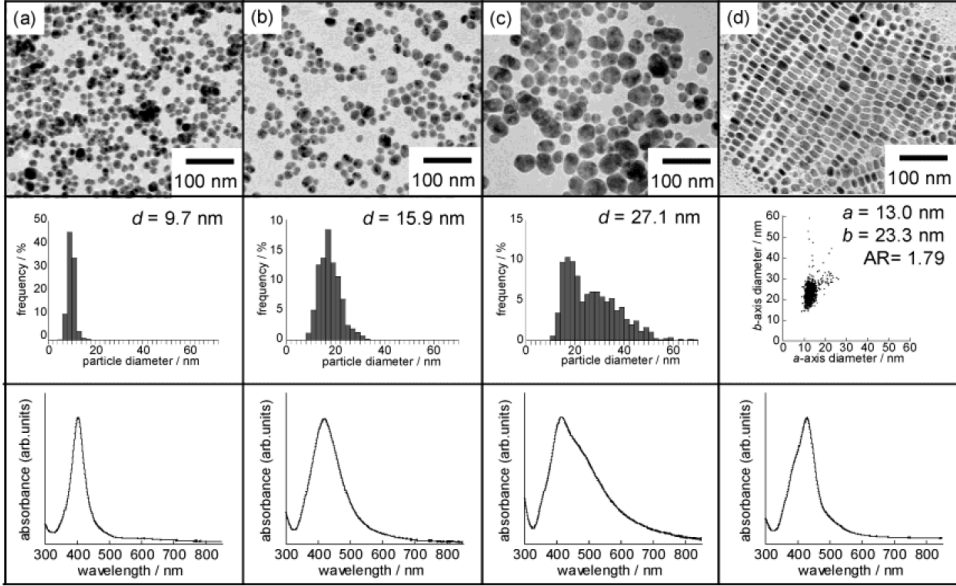 (a)
100 nm
(b)
100 nm
(c)
100 nm
(d)
100 nm
d = 9.7 nm
frequency / %
50
40
30
20
10
0
0
20
40
60
particle diameter / nm
d = 15.9 nm
frequency / %
20
15
10
5
0
0
20
40
60
particle diameter / nm
d = 27.1 nm
frequency / %
15
10
5
0
0
20
40
60
particle diameter / nm
a = 13.0 nm
b = 23.3 nm
AR= 1.79
b-axis diameter / nm
60
50
40
30
20
10
0
0 10 20 30 40 50 60
a-axis diameter / nm
absorbance (arb.units)
300 400 500 600 700 800
wavelength / nm
absorbance (arb.units)
300 400 500 600 700 800
wavelength / nm
absorbance (arb.units)
300 400 500 600 700 800
wavelength / nm
absorbance (arb.units)
300 400 500 600 700 800
wavelength / nm